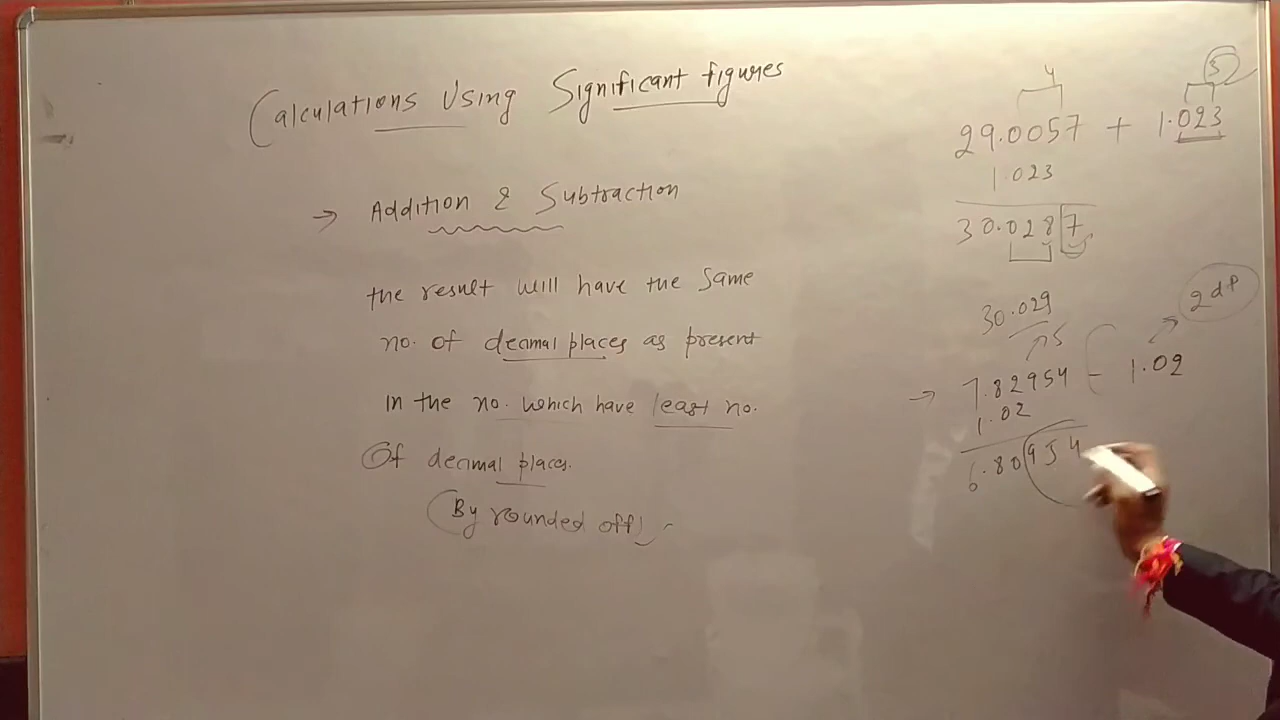 Calculations Using Significant figures
→ Addition & Subtraction
the result will have the same
no. of decimal places as present
in the no. which have least no.
Of decimal places.
(By rounded off)
4
3
29.0057 + 1.023
1.023
30.0287
30.029
5
2 dp
→ 7.82954 - 1.02
1.02
6.80954